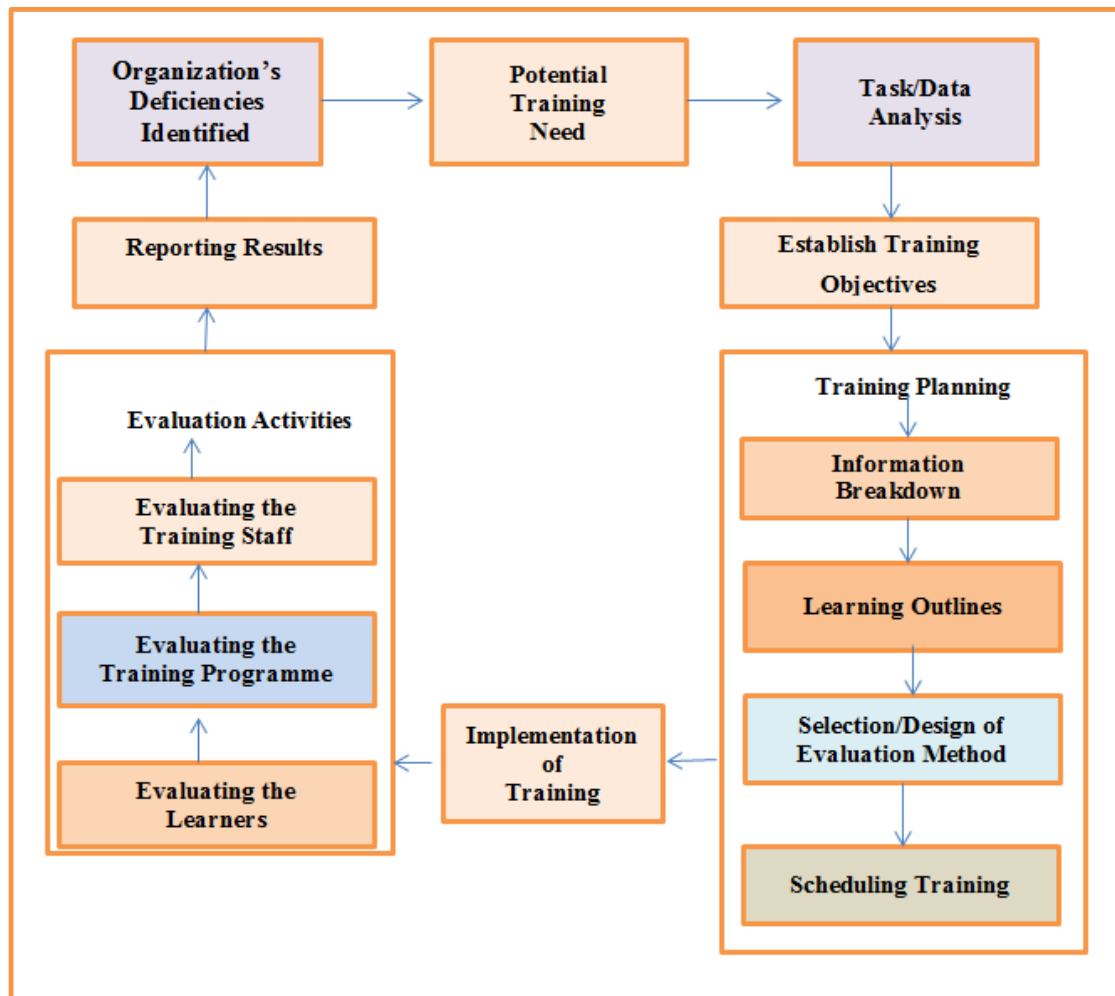 Organization's
Deficiencies
Identified
Potential
Training
Need
Task/Data
Analysis
Reporting Results
Establish Training
Objectives
Evaluation Activities
Evaluating the
Training Staff
Evaluating the
Training Programme
Evaluating the
Learners
Implementation
of
Training
Training Planning
Information
Breakdown
Learning Outlines
Selection/Design of
Evaluation Method
Scheduling Training